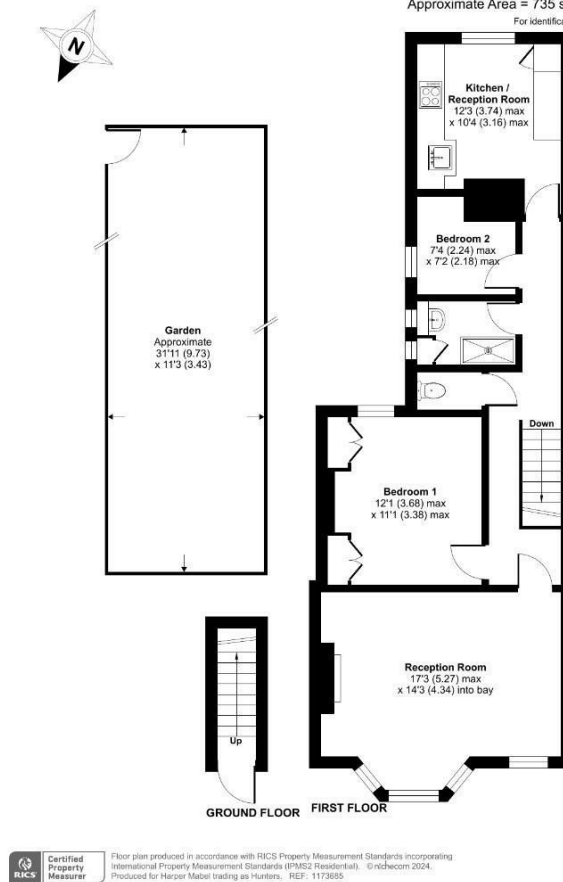 Approximate Area = 735 s
For identifica
N
Kitchen /
Reception Room
12'3 (3.74) max
x 10'4 (3.16) max
Bedroom 2
7'4 (2.24) max
x 7'2 (2.18) max
Garden
Approximate
31'11 (9.73)
x 11'3 (3.43)
Down
Bedroom 1
12'1 (3.68) max
x 11'1 (3.38) max
Reception Room
17'3 (5.27) max
x 14'3 (4.34) into bay
Up
GROUND FLOOR
FIRST FLOOR
RICS
Certified
Property
Measurer
Floor plan produced in accordance with RICS Property Measurement Standards incorporating
International Property Measurement Standards (IPMS2 Residential). © nichecom 2024.
Produced for Harper Mabel trading as Hunters. REF: 1173685